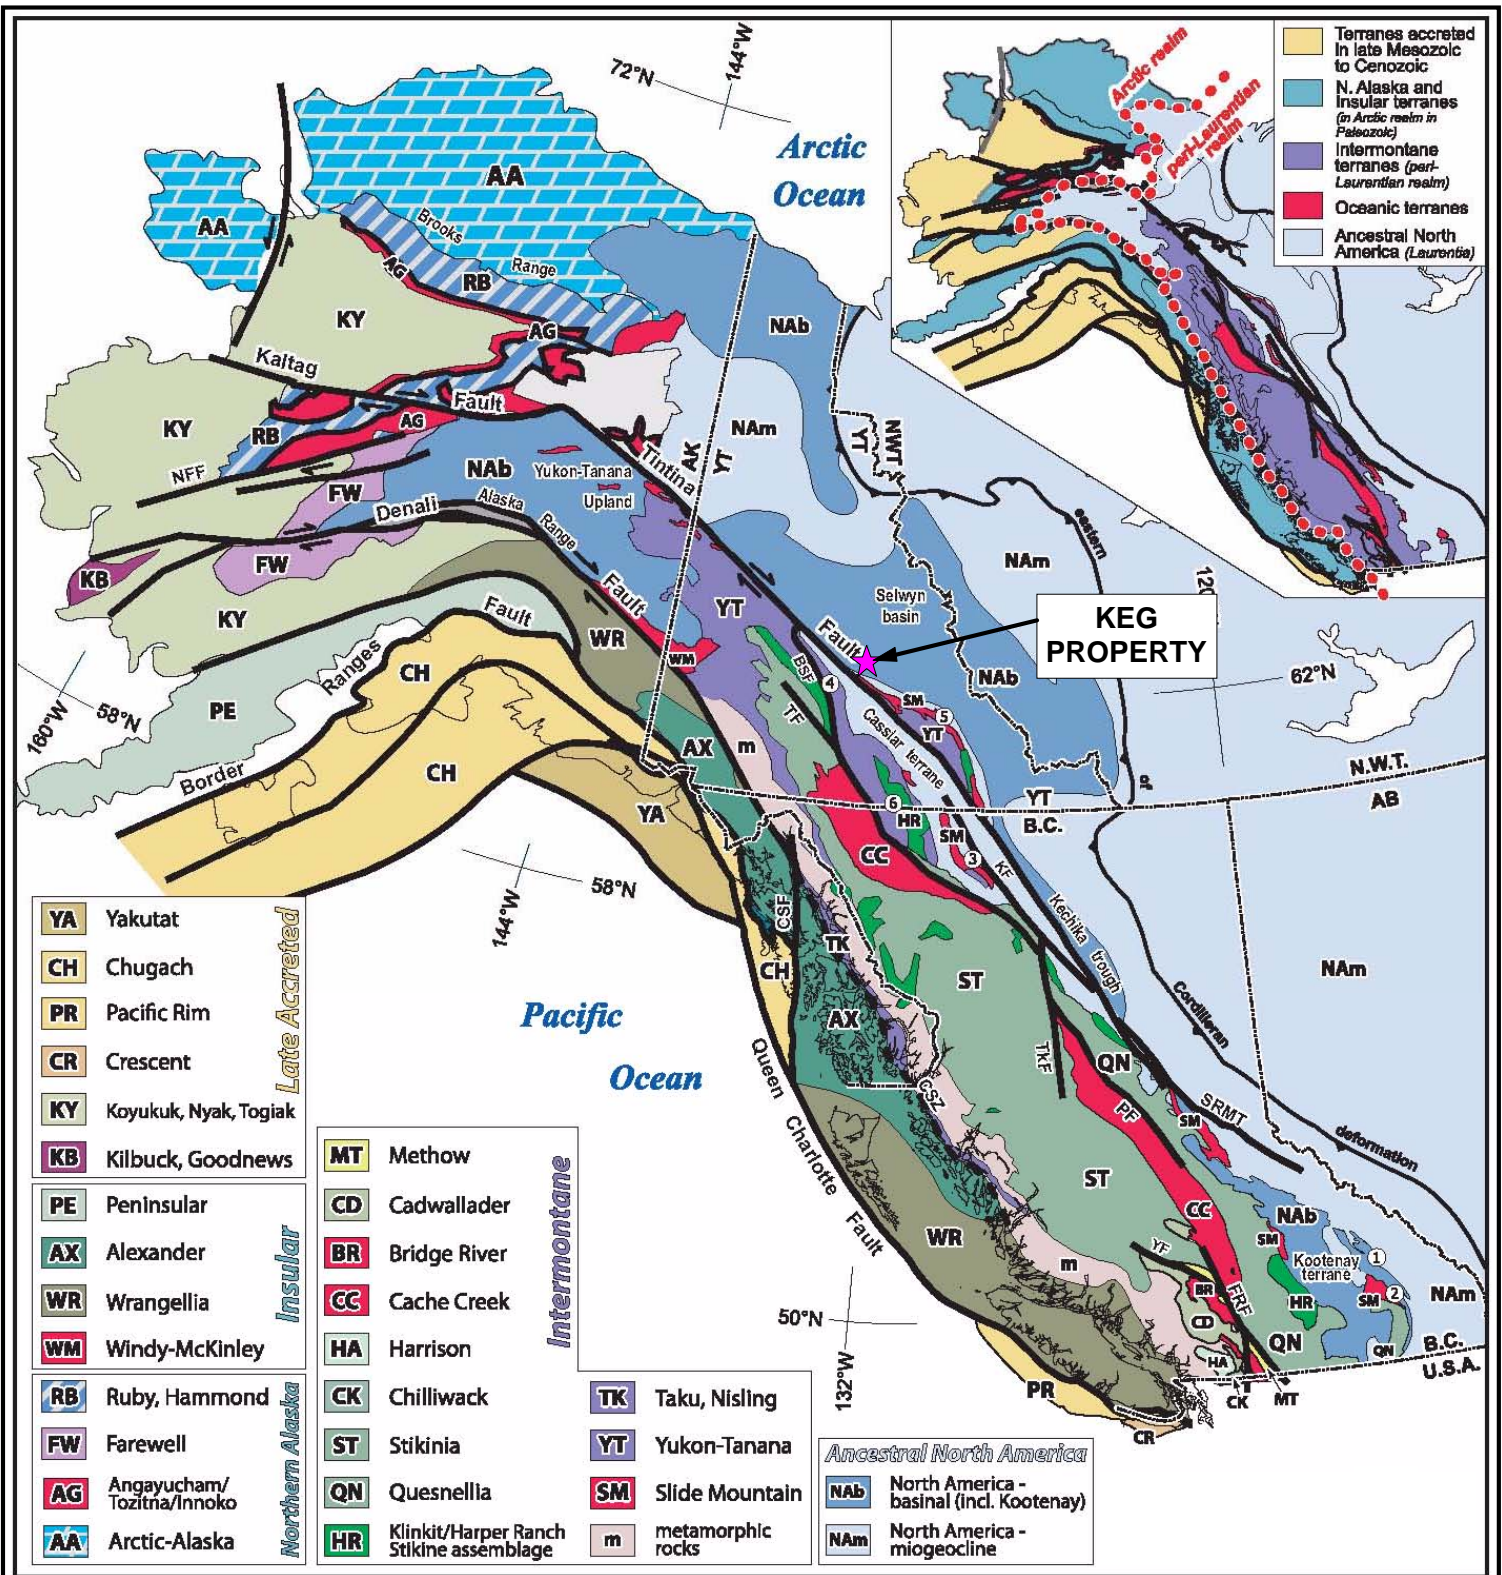 72°N
144°W
Arctic
Ocean
AA
AA
Brooks
Range
AG
RB
KY
AG
Kaltag
Fault
NAb
NAm
AK
YT
NWT
YT
Tintina
KY
RB
AG
NFF
NAb
Yukon-Tanana
Upland
FW
Denali
Alaska
Range
Fault
FW
KB
KY
Fault
WR
YT
WM
Selwyn
basin
NAm
eastern
KEG
PROPERTY
62°N
Fault
NAb
BSF
4
TF
SM
5
YT
Cassiar terrane
CH
Ranges
PE
160°W
58°N
Border
CH
YA
AX
m
N.W.T.
AB
YT
B.C.
of
6
HR
SM
3
CC
KF
Kechika
trough
58°N
144°W
CSF
CH
TK
AX
ST
NAm
Cordilleran
Pacific
Ocean
Queen
Charlotte
Fault
CSZ
TKF
QN
PF
SM
SRMT
deformation
ST
CC
NAb
SM
Kootenay
terrane
1
SM
2
NAm
WR
m
YF
BR
FRF
CD
HR
QN
QN
B.C.
U.S.A.
HA
CK
MT
50°N
132°W
PR
CR
Arctic realm
peri-Laurentian
realm
Terranes accreted
in late Mesozoic
to Cenozoic
N. Alaska and
Insular terranes
(in Arctic realm in
Paleozoic)
Intermontane
terranes (peri-
Laurentian realm)
Oceanic terranes
Ancestral North
America (Laurentia)
Late Accreted
YA Yakutat
CH Chugach
PR Pacific Rim
CR Crescent
KY Koyukuk, Nyak, Togiak
KB Kilbuck, Goodnews
Insular
PE Peninsular
AX Alexander
WR Wrangellia
WM Windy-McKinley
Northern Alaska
RB Ruby, Hammond
FW Farewell
AG Angayucham/
Tozitna/Innoko
AA Arctic-Alaska
Intermontane
MT Methow
CD Cadwallader
BR Bridge River
CC Cache Creek
HA Harrison
CK Chilliwack
ST Stikinia
QN Quesnellia
HR Klinkit/Harper Ranch
Stikine assemblage
TK Taku, Nisling
YT Yukon-Tanana
SM Slide Mountain
m metamorphic
rocks
Ancestral North America
NAb North America -
basinal (incl. Kootenay)
NAm North America -
miogeocline